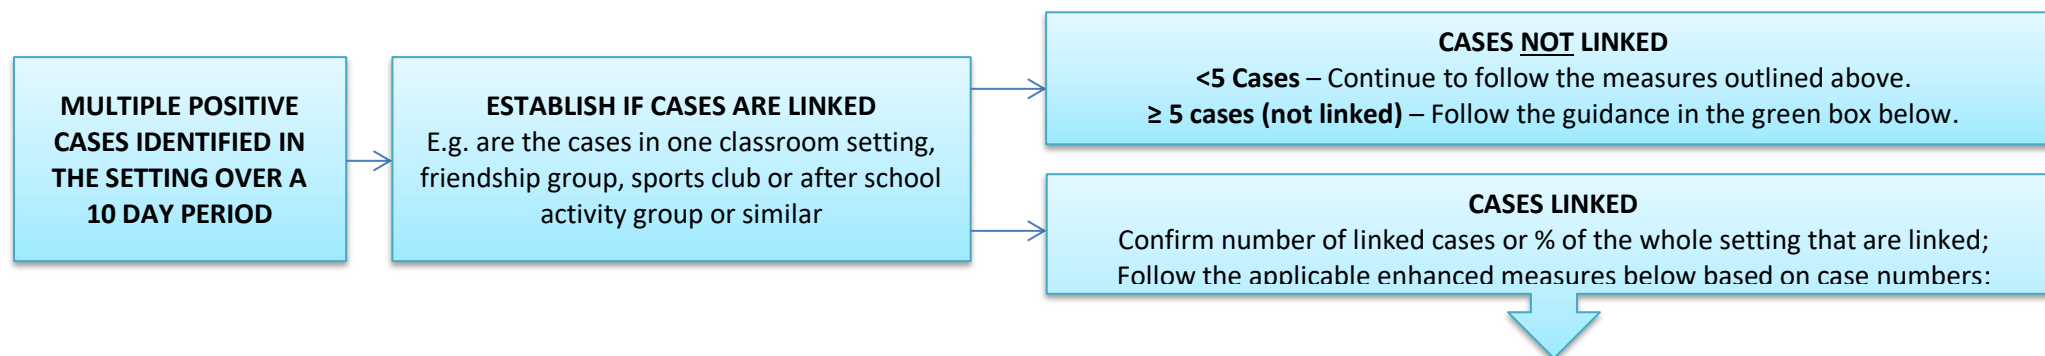 MULTIPLE POSITIVE
CASES IDENTIFIED IN
THE SETTING OVER A
10 DAY PERIOD
ESTABLISH IF CASES ARE LINKED
E.g. are the cases in one classroom setting,
friendship group, sports club or after school
activity group or similar
CASES NOT LINKED
<5 Cases – Continue to follow the measures outlined above.
≥ 5 cases (not linked) – Follow the guidance in the green box below.
CASES LINKED
Confirm number of linked cases or % of the whole setting that are linked;
Follow the applicable enhanced measures below based on case numbers: